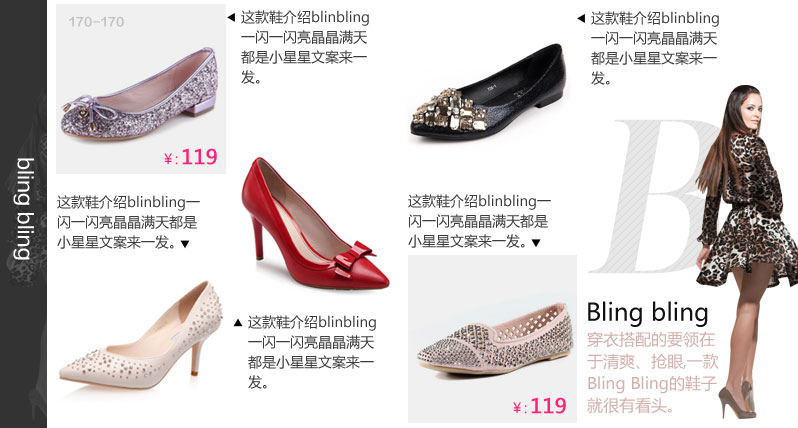 bling bling
170-170
¥:119
◀ 这款鞋介绍blinbling
一闪一闪亮晶晶满天
都是小星星文案来一
发。
◀ 这款鞋介绍blinbling
一闪一闪亮晶晶满天
都是小星星文案来一
发。
这款鞋介绍blinbling一
闪一闪亮晶晶满天都是
小星星文案来一发。▼
这款鞋介绍blinbling一
闪一闪亮晶晶满天都是
小星星文案来一发。▼
▲ 这款鞋介绍blinbling
一闪一闪亮晶晶满天
都是小星星文案来一
发。
¥:119
B
Bling bling
穿衣搭配的要领在
于清爽、抢眼,一款
Bling Bling的鞋子
就很有看头。